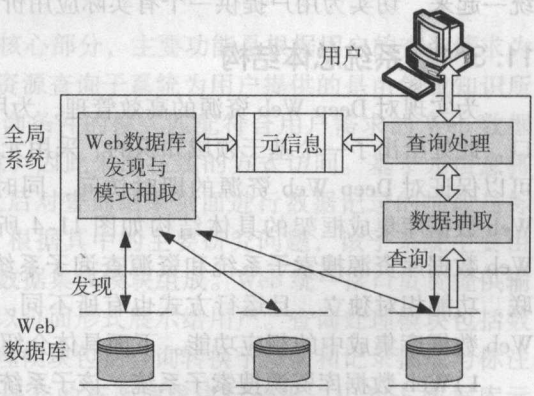 用户
全局
系统
Web数据库
发现与
模式抽取
元信息
查询处理
数据抽取
查询
发现
Web
数据库